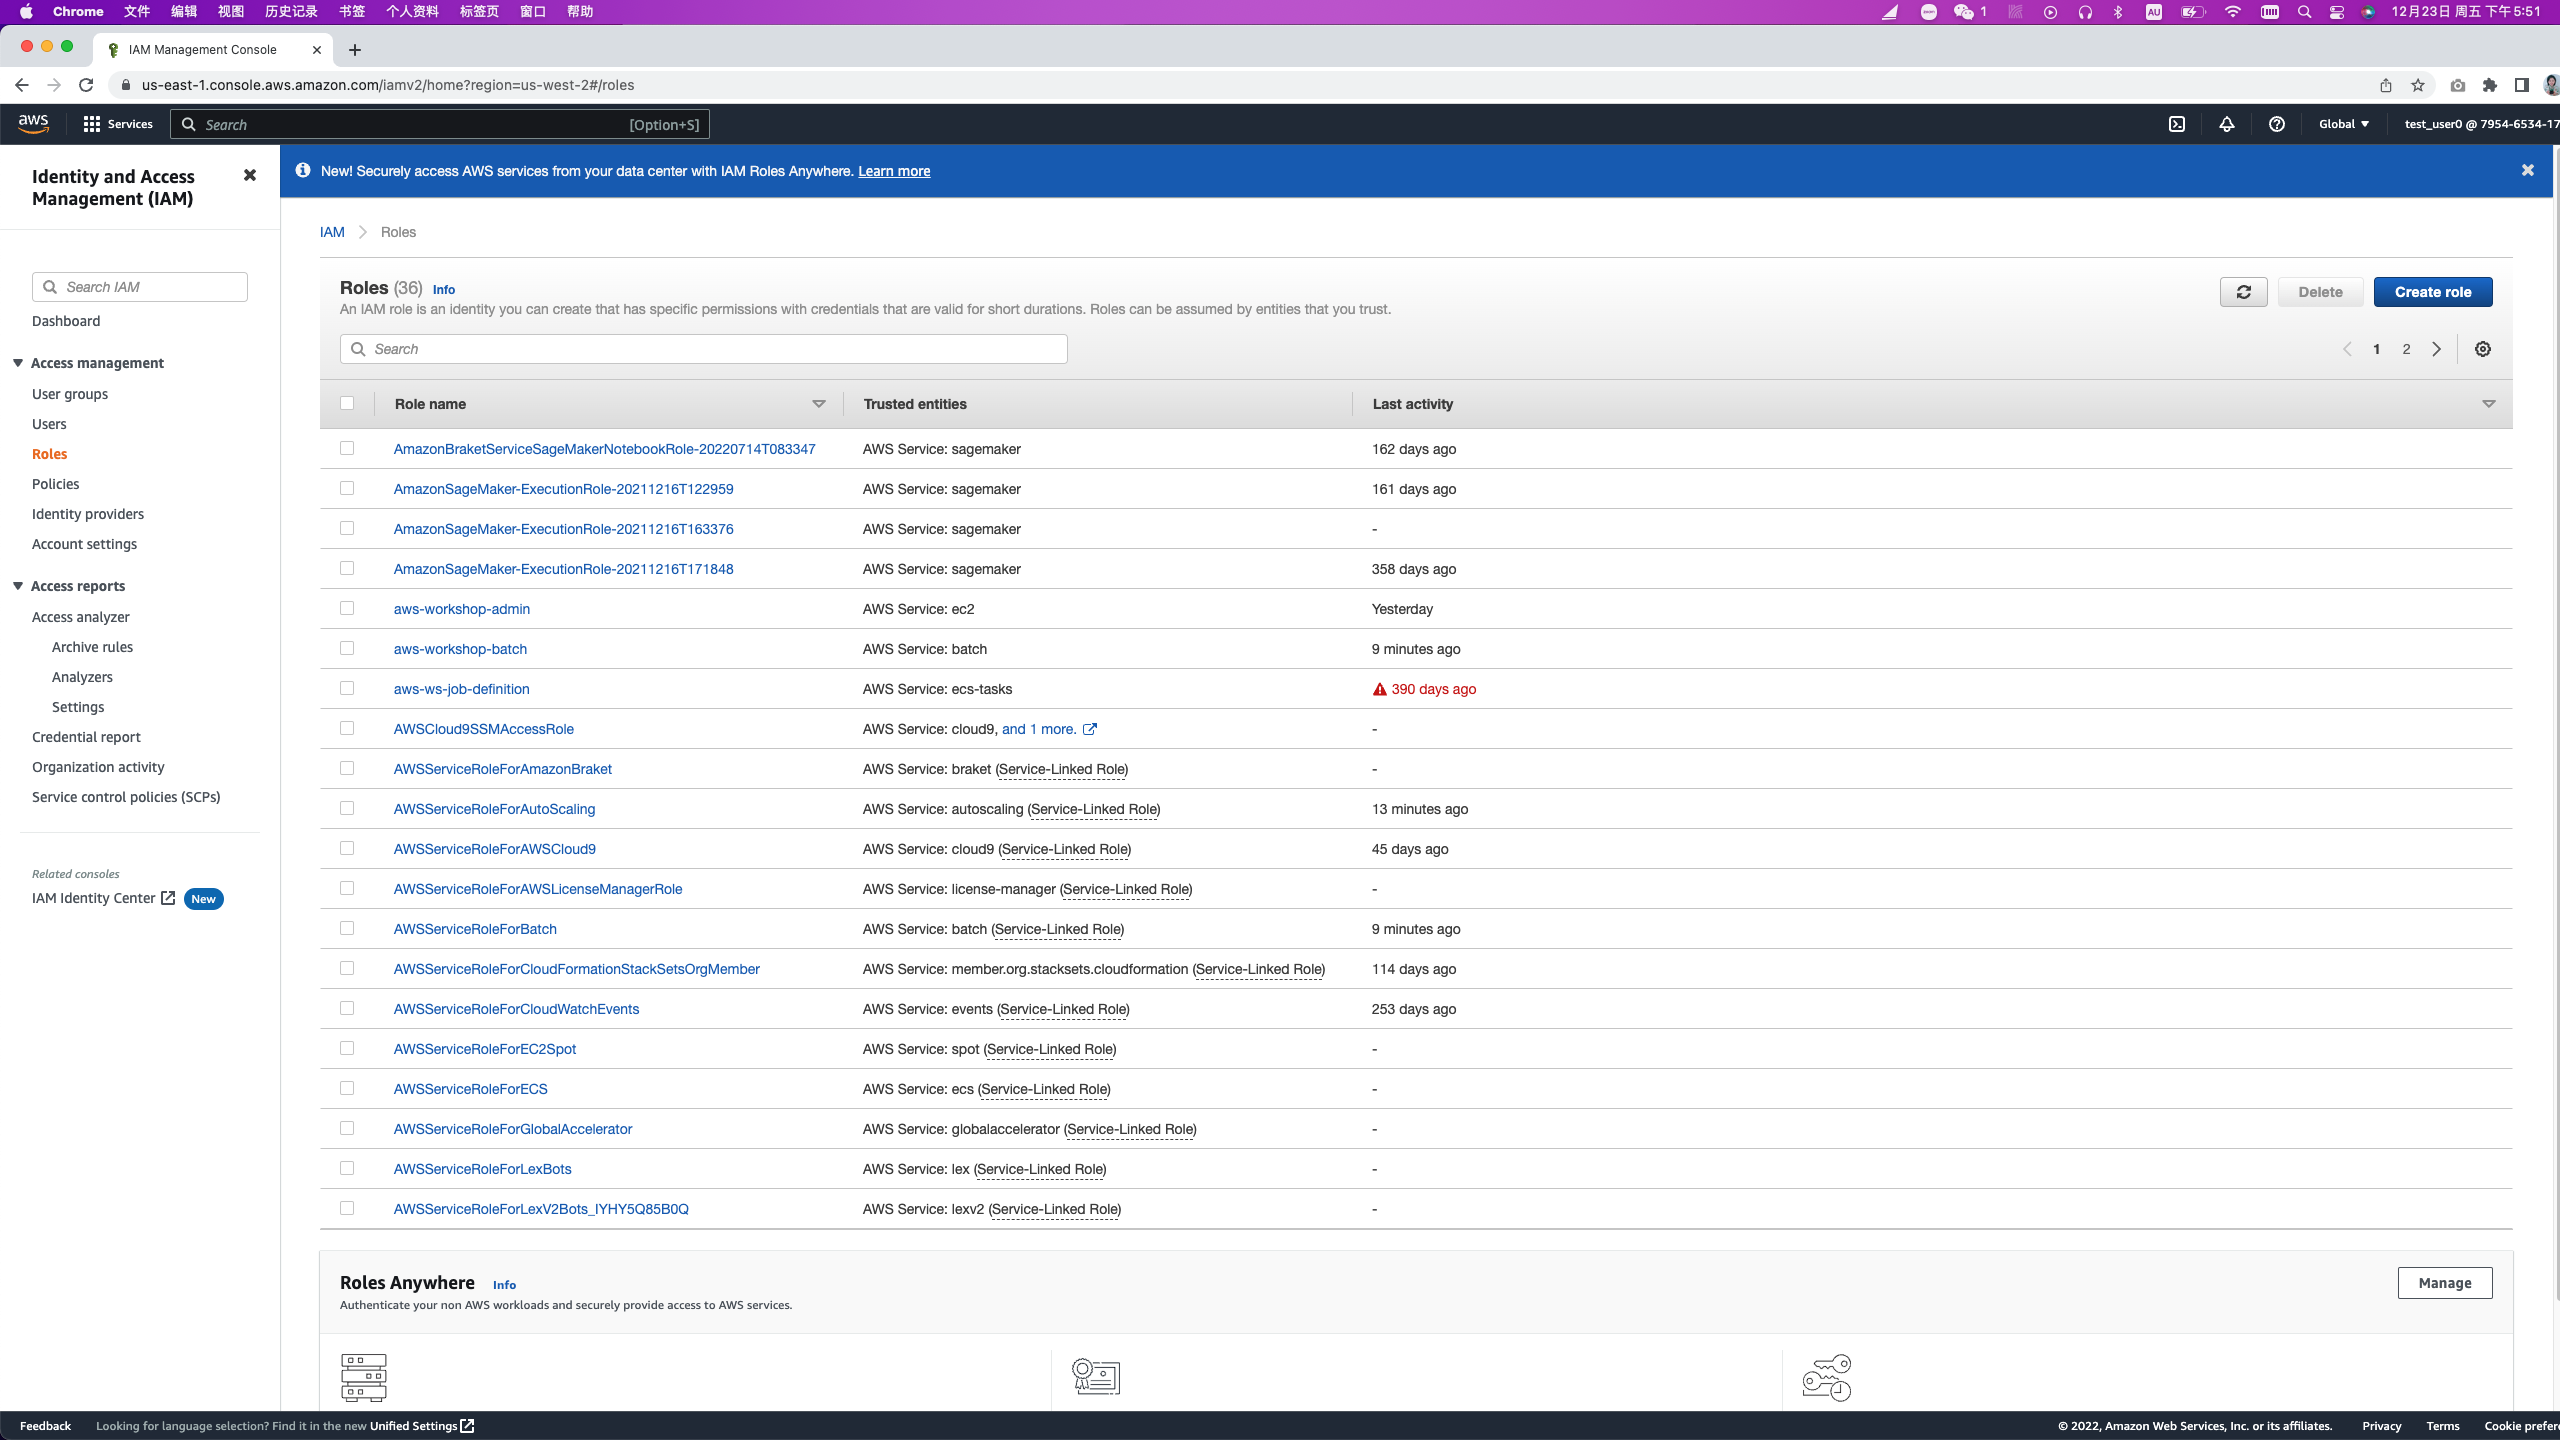 Chrome 文件 编辑 视图 历史记录 书签 个人资料 标签页 窗口 帮助 1 AU 12月23日 周五 下午5:51
IAM Management Console
us-east-1.console.aws.amazon.com/iamv2/home?region=us-west-2#/roles
aws Services Search [Option+S] Global test_user0 @ 7954-6534-17
Identity and Access Management (IAM)
Search IAM
Dashboard
Access management
User groups
Users
Roles
Policies
Identity providers
Account settings
Access reports
Access analyzer
Archive rules
Analyzers
Settings
Credential report
Organization activity
Service control policies (SCPs)
Related consoles
IAM Identity Center New
New! Securely access AWS services from your data center with IAM Roles Anywhere. Learn more
IAM Roles
Roles (36) Info
An IAM role is an identity you can create that has specific permissions with credentials that are valid for short durations. Roles can be assumed by entities that you trust.
Delete Create role
Search
1 2
Role name Trusted entities Last activity
AmazonBraketServiceSageMakerNotebookRole-20220714T083347 AWS Service: sagemaker 162 days ago
AmazonSageMaker-ExecutionRole-20211216T122959 AWS Service: sagemaker 161 days ago
AmazonSageMaker-ExecutionRole-20211216T163376 AWS Service: sagemaker -
AmazonSageMaker-ExecutionRole-20211216T171848 AWS Service: sagemaker 358 days ago
aws-workshop-admin AWS Service: ec2 Yesterday
aws-workshop-batch AWS Service: batch 9 minutes ago
aws-ws-job-definition AWS Service: ecs-tasks 390 days ago
AWSCloud9SSMAccessRole AWS Service: cloud9, and 1 more. -
AWSServiceRoleForAmazonBraket AWS Service: braket (Service-Linked Role) -
AWSServiceRoleForAutoScaling AWS Service: autoscaling (Service-Linked Role) 13 minutes ago
AWSServiceRoleForAWSCloud9 AWS Service: cloud9 (Service-Linked Role) 45 days ago
AWSServiceRoleForAWSLicenseManagerRole AWS Service: license-manager (Service-Linked Role) -
AWSServiceRoleForBatch AWS Service: batch (Service-Linked Role) 9 minutes ago
AWSServiceRoleForCloudFormationStackSetsOrgMember AWS Service: member.org.stacksets.cloudformation (Service-Linked Role) 114 days ago
AWSServiceRoleForCloudWatchEvents AWS Service: events (Service-Linked Role) 253 days ago
AWSServiceRoleForEC2Spot AWS Service: spot (Service-Linked Role) -
AWSServiceRoleForECS AWS Service: ecs (Service-Linked Role) -
AWSServiceRoleForGlobalAccelerator AWS Service: globalaccelerator (Service-Linked Role) -
AWSServiceRoleForLexBots AWS Service: lex (Service-Linked Role) -
AWSServiceRoleForLexV2Bots_IYHY5Q85B0Q AWS Service: lexv2 (Service-Linked Role) -
Roles Anywhere Info
Authenticate your non AWS workloads and securely provide access to AWS services.
Manage
Feedback Looking for language selection? Find it in the new Unified Settings © 2022, Amazon Web Services, Inc. or its affiliates. Privacy Terms Cookie prefere